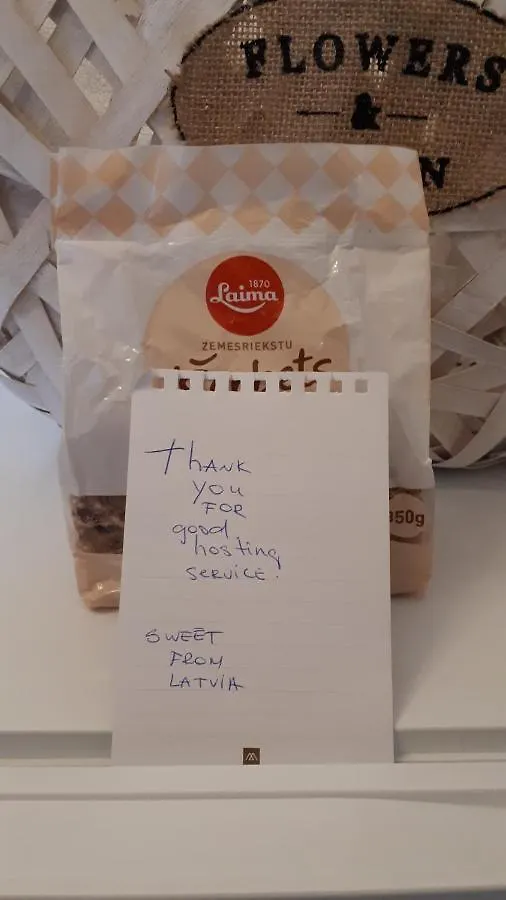 FLOWERS
&
1870
Laima
ZEMESRIEKSTU
350g
THANK
YOU
FOR
good
hosting
SERVICE.
SWEET
FROM
LATVIA